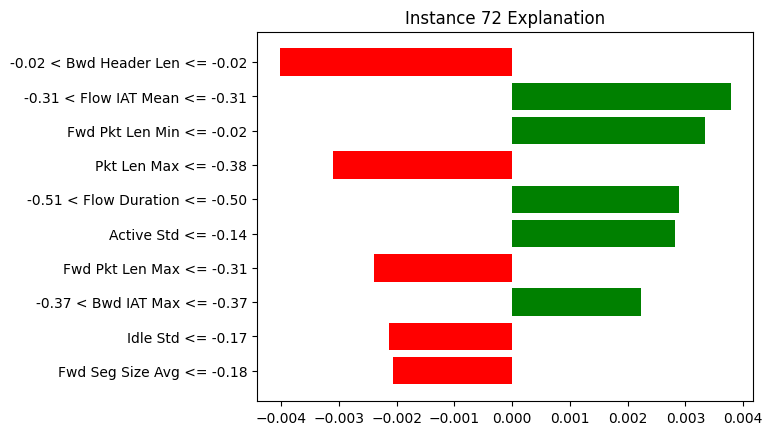 Instance 72 Explanation
-0.02 < Bwd Header Len <= -0.02
-0.31 < Flow IAT Mean <= -0.31
Fwd Pkt Len Min <= -0.02
Pkt Len Max <= -0.38
-0.51 < Flow Duration <= -0.50
Active Std <= -0.14
Fwd Pkt Len Max <= -0.31
-0.37 < Bwd IAT Max <= -0.37
Idle Std <= -0.17
Fwd Seg Size Avg <= -0.18
−0.004 −0.003 −0.002 −0.001 0.000 0.001 0.002 0.003 0.004